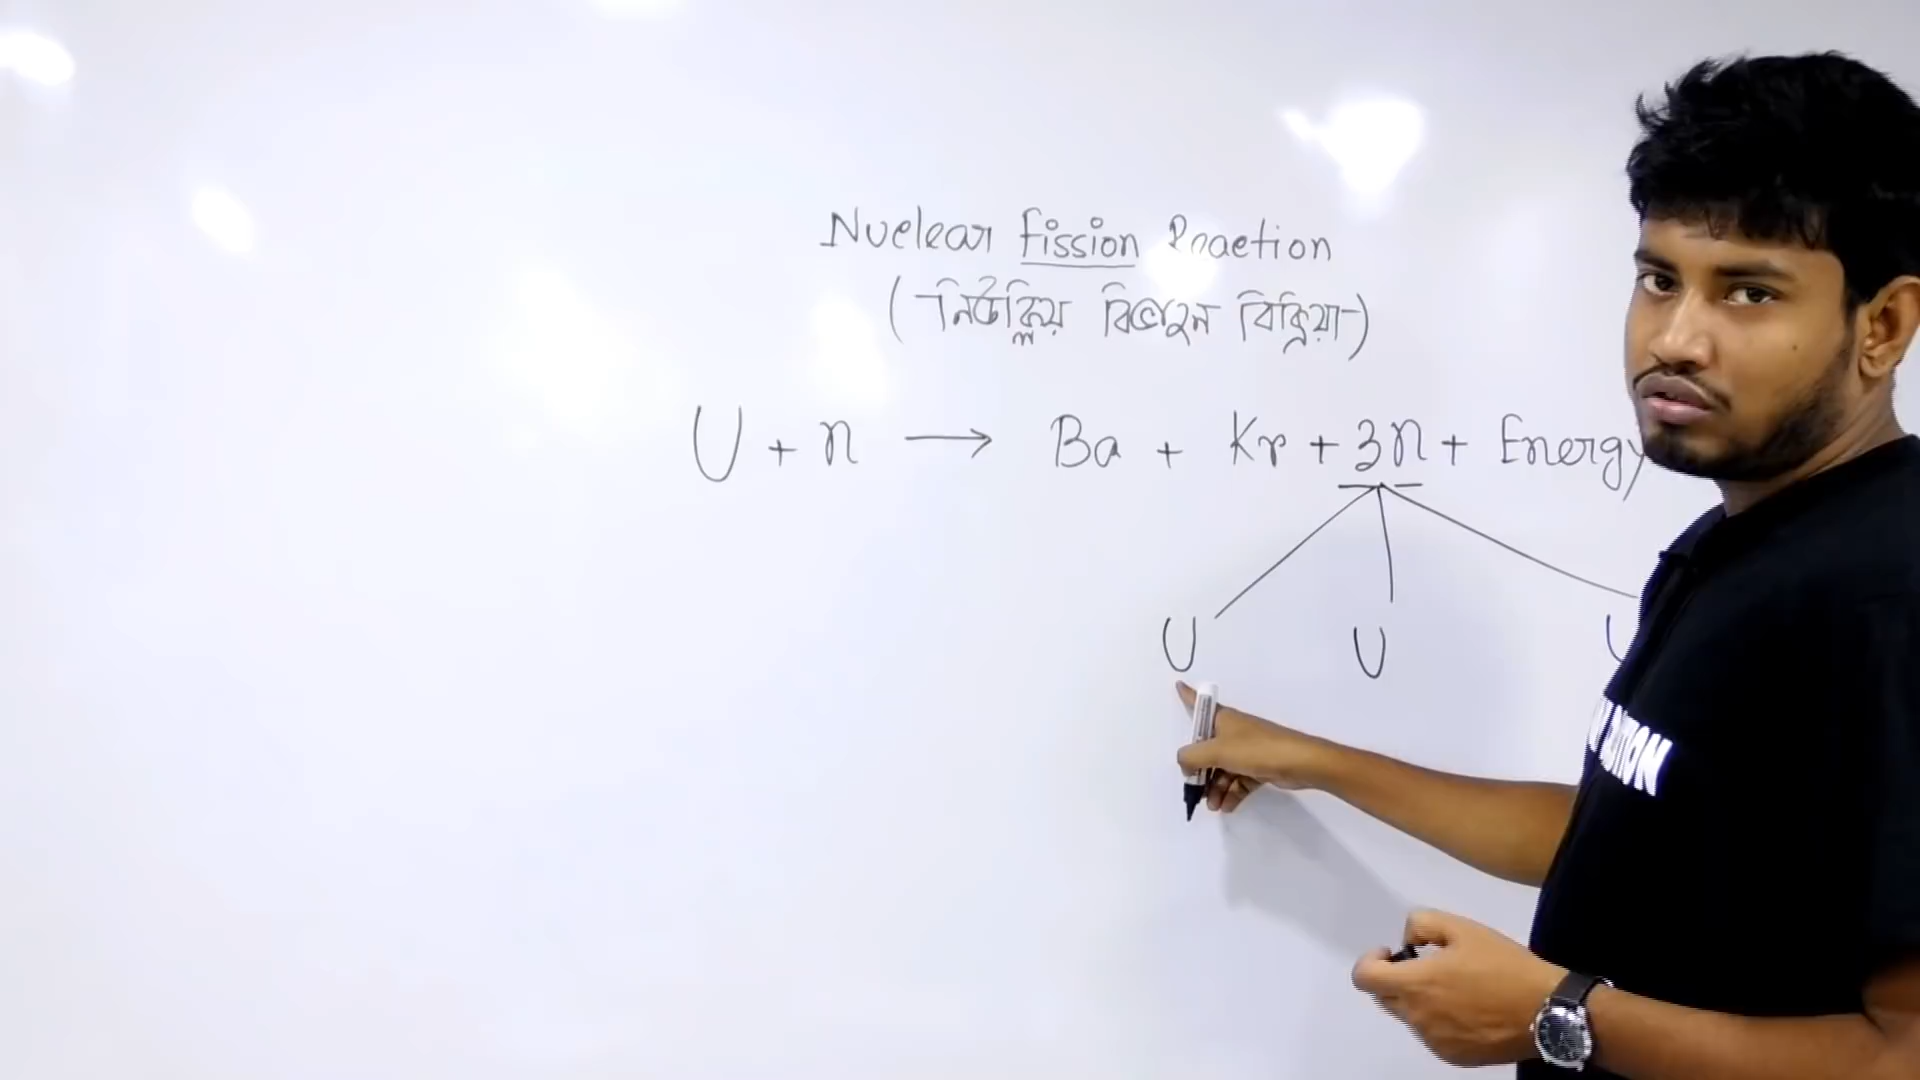 Nuclear fission Reaction
(নিউক্লিয় বিভাজন বিক্রিয়া)
U + n → Ba + Kr + 3n + Energy
U U U